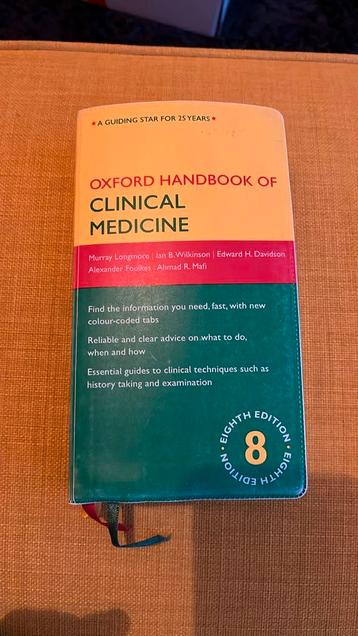 ★ A GUIDING STAR FOR 25 YEARS ★
OXFORD HANDBOOK OF
CLINICAL
MEDICINE
Murray Longmore | Ian B. Wilkinson | Edward H. Davidson
Alexander Foulkes | Ahmad R. Mafi
Find the information you need, fast, with new
colour-coded tabs
Reliable and clear advice on what to do,
when and how
Essential guides to clinical techniques such as
history taking and examination
EIGHTH EDITION • EIGHTH EDITION •
8